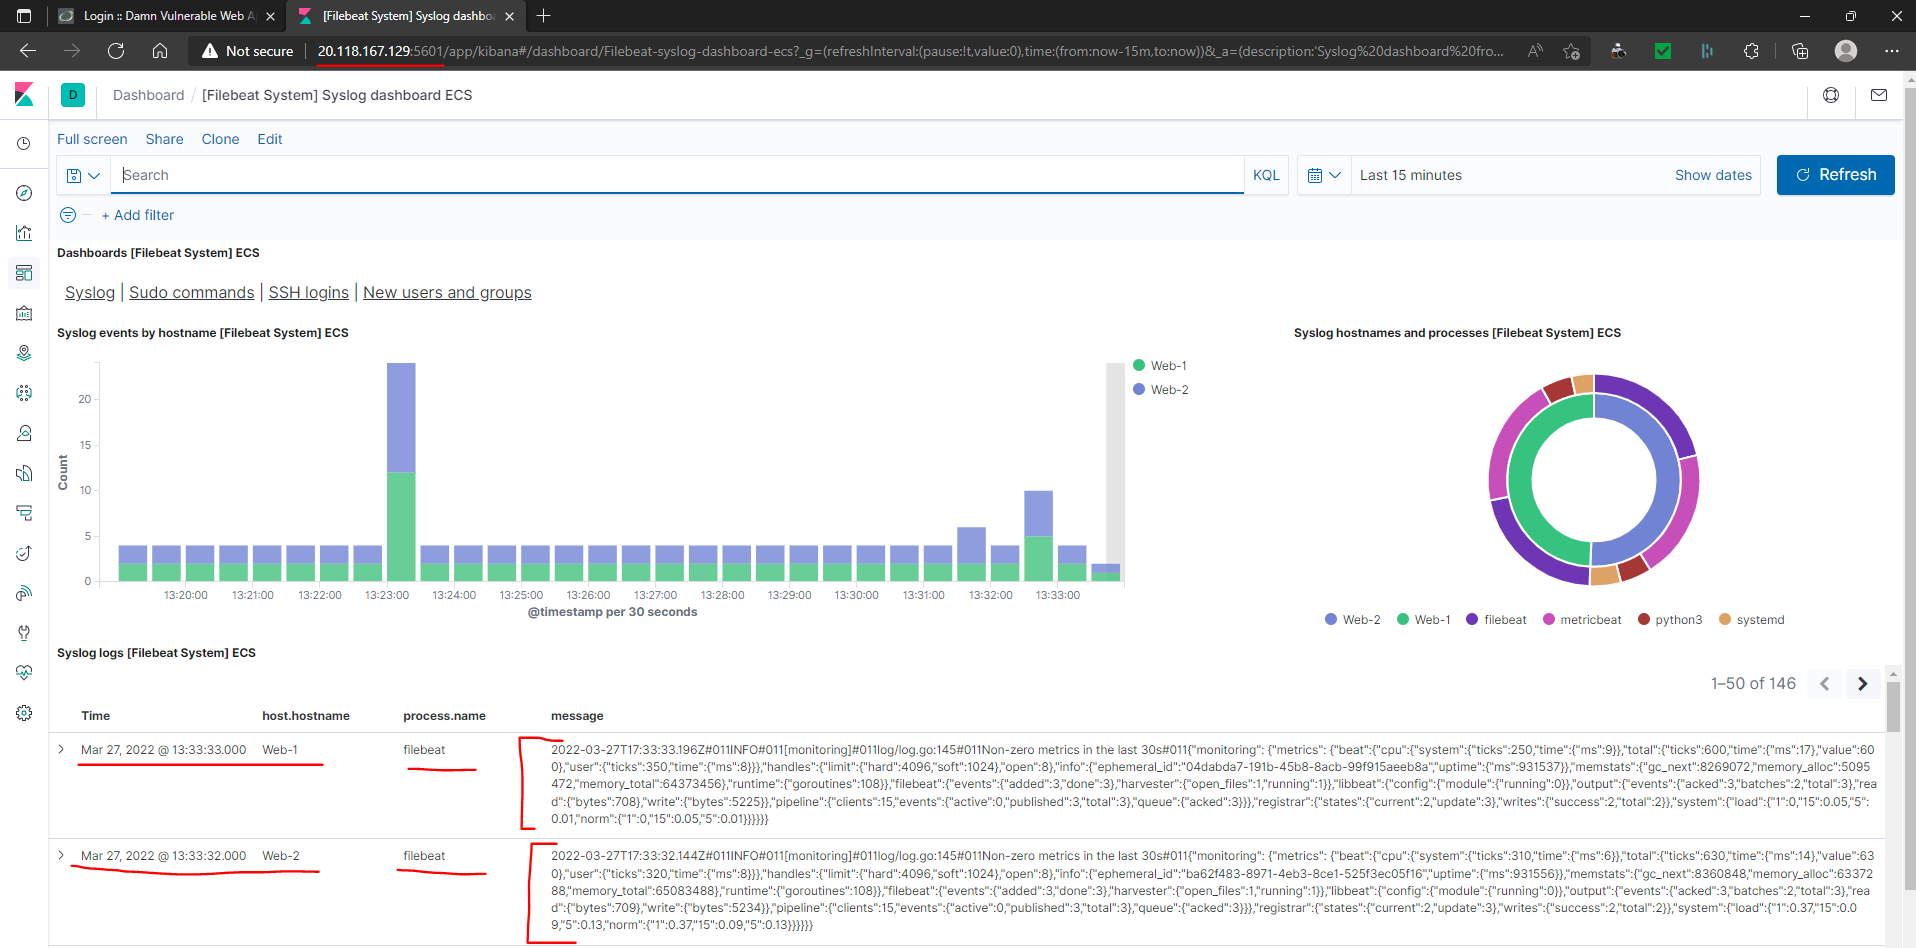 Login :: Damn Vulnerable Web Ap
[Filebeat System] Syslog dashboa
Not secure
20.118.167.129:5601/app/kibana#/dashboard/Filebeat-syslog-dashboard-ecs?_g=(refreshInterval:(pause:!t,value:0),time:(from:now-15m,to:now))&_a=(description:'Syslog%20dashboard%20fro...
D
Dashboard / [Filebeat System] Syslog dashboard ECS
Full screen Share Clone Edit
Search
KQL
Last 15 minutes
Show dates
Refresh
+ Add filter
Dashboards [Filebeat System] ECS
Syslog | Sudo commands | SSH logins | New users and groups
Syslog events by hostname [Filebeat System] ECS
Count
20
15
10
5
0
13:20:00 13:21:00 13:22:00 13:23:00 13:24:00 13:25:00 13:26:00 13:27:00 13:28:00 13:29:00 13:30:00 13:31:00 13:32:00 13:33:00
@timestamp per 30 seconds
Web-1
Web-2
Syslog hostnames and processes [Filebeat System] ECS
Web-2 Web-1 filebeat metricbeat python3 systemd
Syslog logs [Filebeat System] ECS
1–50 of 146
Time host.hostname process.name message
Mar 27, 2022 @ 13:33:33.000 Web-1 filebeat
2022-03-27T17:33:33.196Z#011INFO#011[monitoring]#011log/log.go:145#011Non-zero metrics in the last 30s#011{"monitoring": {"metrics": {"beat":{"cpu":{"system":{"ticks":250,"time":{"ms":9}},"total":{"ticks":600,"time":{"ms":17},"value":60
0},"user":{"ticks":350,"time":{"ms":8}}},"handles":{"limit":{"hard":4096,"soft":1024},"open":8},"info":{"ephemeral_id":"04dabda7-191b-45b8-8acb-99f915aeeb8a","uptime":{"ms":931537}},"memstats":{"gc_next":8269072,"memory_alloc":5095
472,"memory_total":64373456},"runtime":{"goroutines":108}},"filebeat":{"events":{"added":3,"done":3},"harvester":{"open_files":1,"running":1}},"libbeat":{"config":{"module":{"running":0}},"output":{"events":{"acked":3,"batches":2,"total":3},"rea
d":{"bytes":708},"write":{"bytes":5225}},"pipeline":{"clients":15,"events":{"active":0,"published":3,"total":3},"queue":{"acked":3}}},"registrar":{"states":{"current":2,"update":3},"writes":{"success":2,"total":2}},"system":{"load":{"1":0,"15":0.05,"5":
0.01,"norm":{"1":0,"15":0.05,"5":0.01}}}}}}
Mar 27, 2022 @ 13:33:32.000 Web-2 filebeat
2022-03-27T17:33:32.144Z#011INFO#011[monitoring]#011log/log.go:145#011Non-zero metrics in the last 30s#011{"monitoring": {"metrics": {"beat":{"cpu":{"system":{"ticks":310,"time":{"ms":6}},"total":{"ticks":630,"time":{"ms":14},"value":63
0},"user":{"ticks":320,"time":{"ms":8}}},"handles":{"limit":{"hard":4096,"soft":1024},"open":8},"info":{"ephemeral_id":"ba62f483-8971-4eb3-8ce1-525f3ec05f16","uptime":{"ms":931556}},"memstats":{"gc_next":8360848,"memory_alloc":63372
88,"memory_total":65083488},"runtime":{"goroutines":108}},"filebeat":{"events":{"added":3,"done":3},"harvester":{"open_files":1,"running":1}},"libbeat":{"config":{"module":{"running":0}},"output":{"events":{"acked":3,"batches":2,"total":3},"rea
d":{"bytes":709},"write":{"bytes":5234}},"pipeline":{"clients":15,"events":{"active":0,"published":3,"total":3},"queue":{"acked":3}}},"registrar":{"states":{"current":2,"update":3},"writes":{"success":2,"total":2}},"system":{"load":{"1":0.37,"15":0.0
9,"5":0.13,"norm":{"1":0.37,"15":0.09,"5":0.13}}}}}}